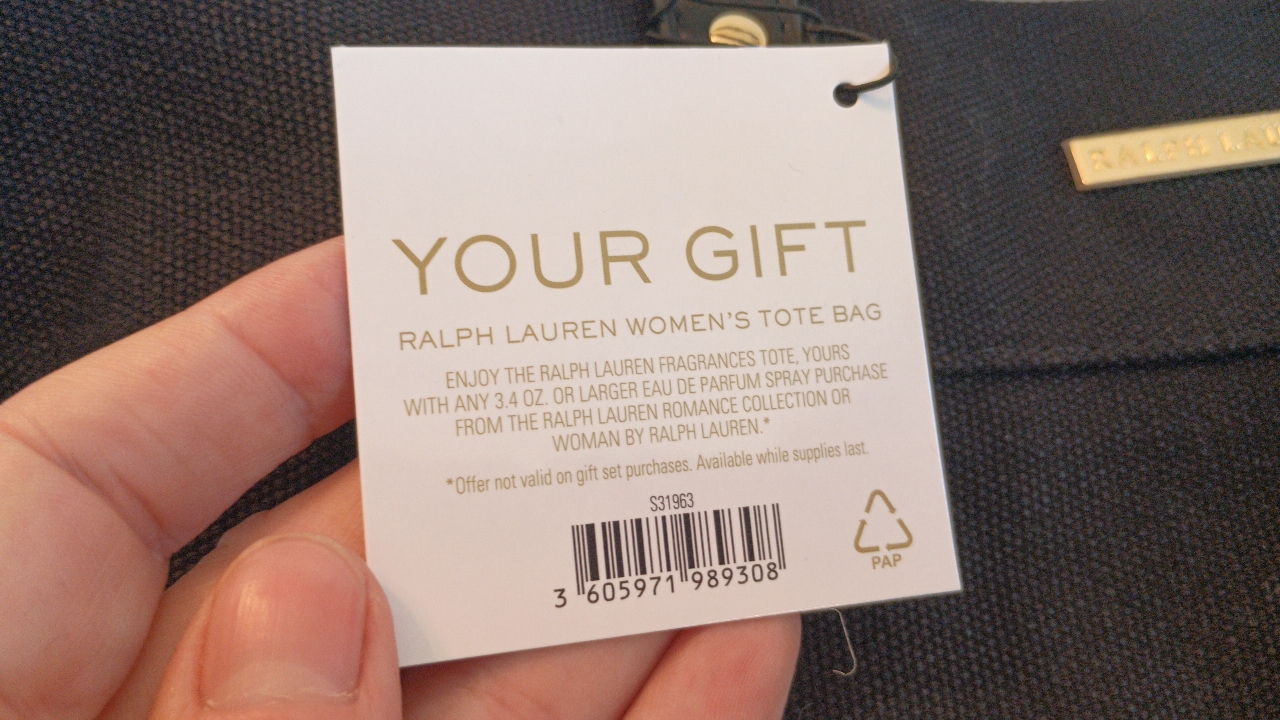 YOUR GIFT
RALPH LAUREN WOMEN'S TOTE BAG
ENJOY THE RALPH LAUREN FRAGRANCES TOTE, YOURS
WITH ANY 3.4 OZ. OR LARGER EAU DE PARFUM SPRAY PURCHASE
FROM THE RALPH LAUREN ROMANCE COLLECTION OR
WOMAN BY RALPH LAUREN.*
*Offer not valid on gift set purchases. Available while supplies last.
S31963
3 605971 989308
PAP
RALPH LAU